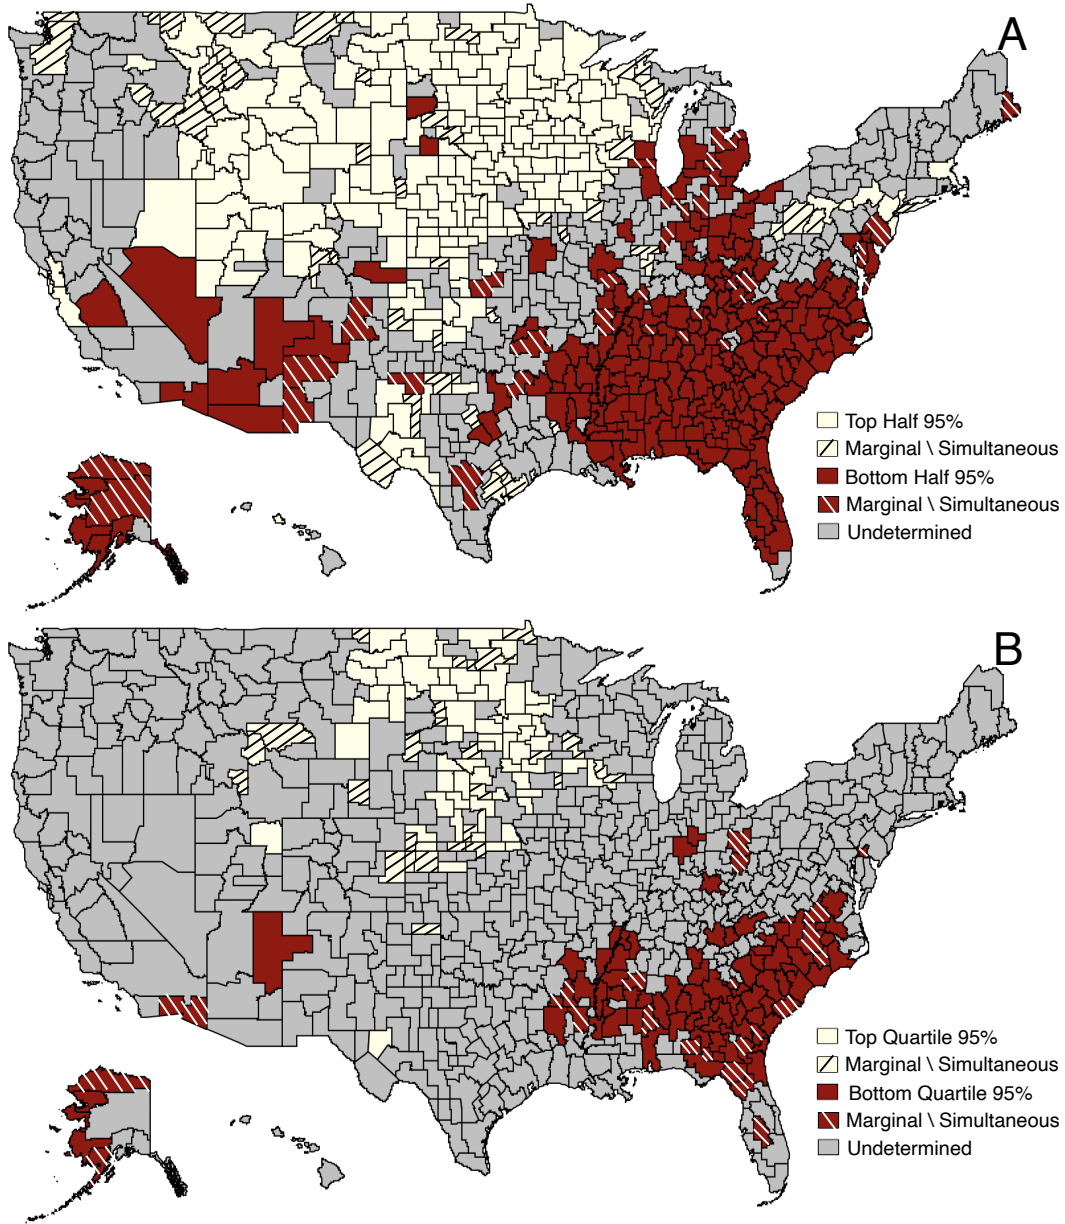 A
Top Half 95%
Marginal \ Simultaneous
Bottom Half 95%
Marginal \ Simultaneous
Undetermined
B
Top Quartile 95%
Marginal \ Simultaneous
Bottom Quartile 95%
Marginal \ Simultaneous
Undetermined